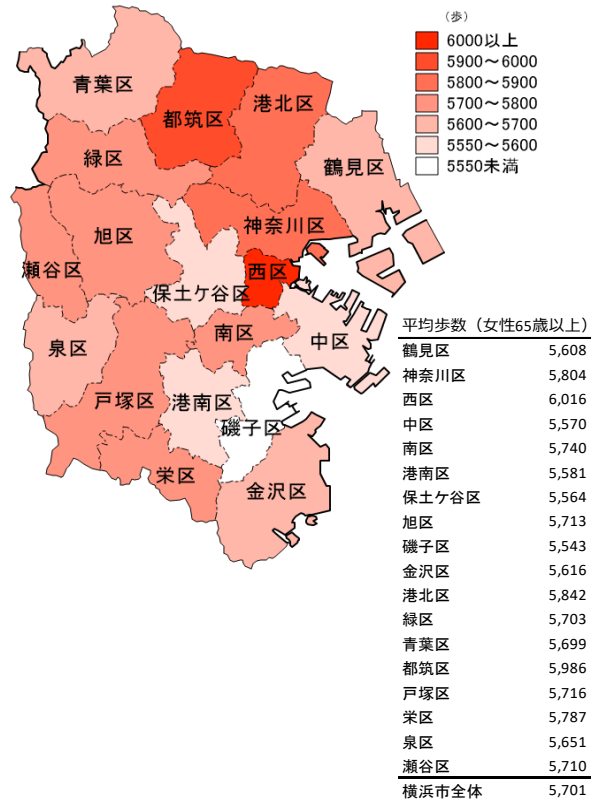 （歩）
6000以上
5900～6000
5800～5900
5700～5800
5600～5700
5550～5600
5550未満
青葉区
都筑区
港北区
緑区
鶴見区
旭区
神奈川区
瀬谷区
西区
保土ケ谷区
泉区
南区
中区
戸塚区
港南区
磯子区
栄区
金沢区
平均歩数（女性65歳以上）
鶴見区 5,608
神奈川区 5,804
西区 6,016
中区 5,570
南区 5,740
港南区 5,581
保土ケ谷区 5,564
旭区 5,713
磯子区 5,543
金沢区 5,616
港北区 5,842
緑区 5,703
青葉区 5,699
都筑区 5,986
戸塚区 5,716
栄区 5,787
泉区 5,651
瀬谷区 5,710
横浜市全体 5,701